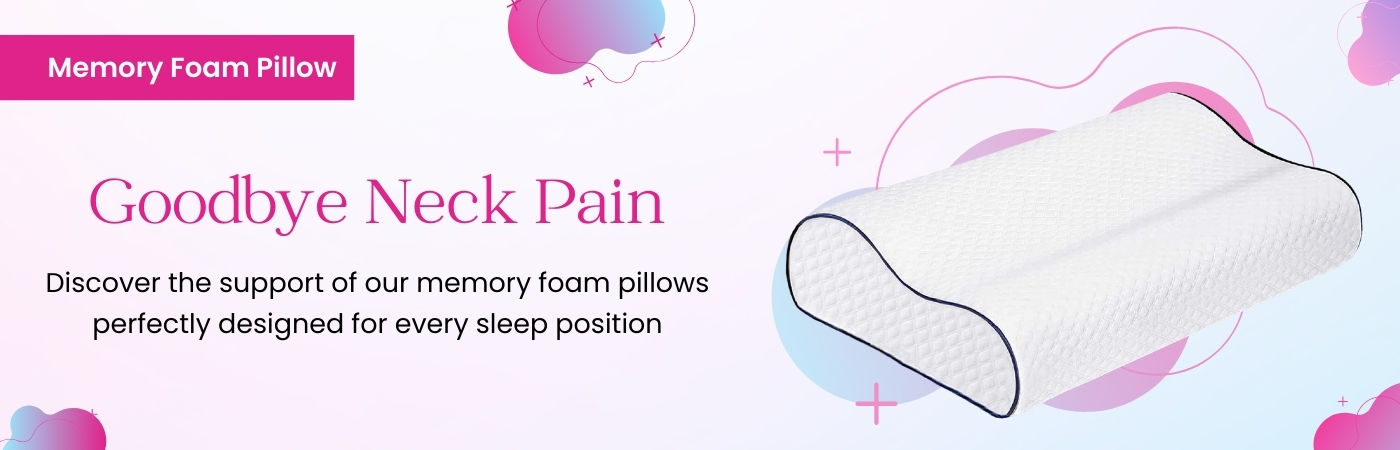 Memory Foam Pillow
Goodbye Neck Pain
Discover the support of our memory foam pillows
perfectly designed for every sleep position